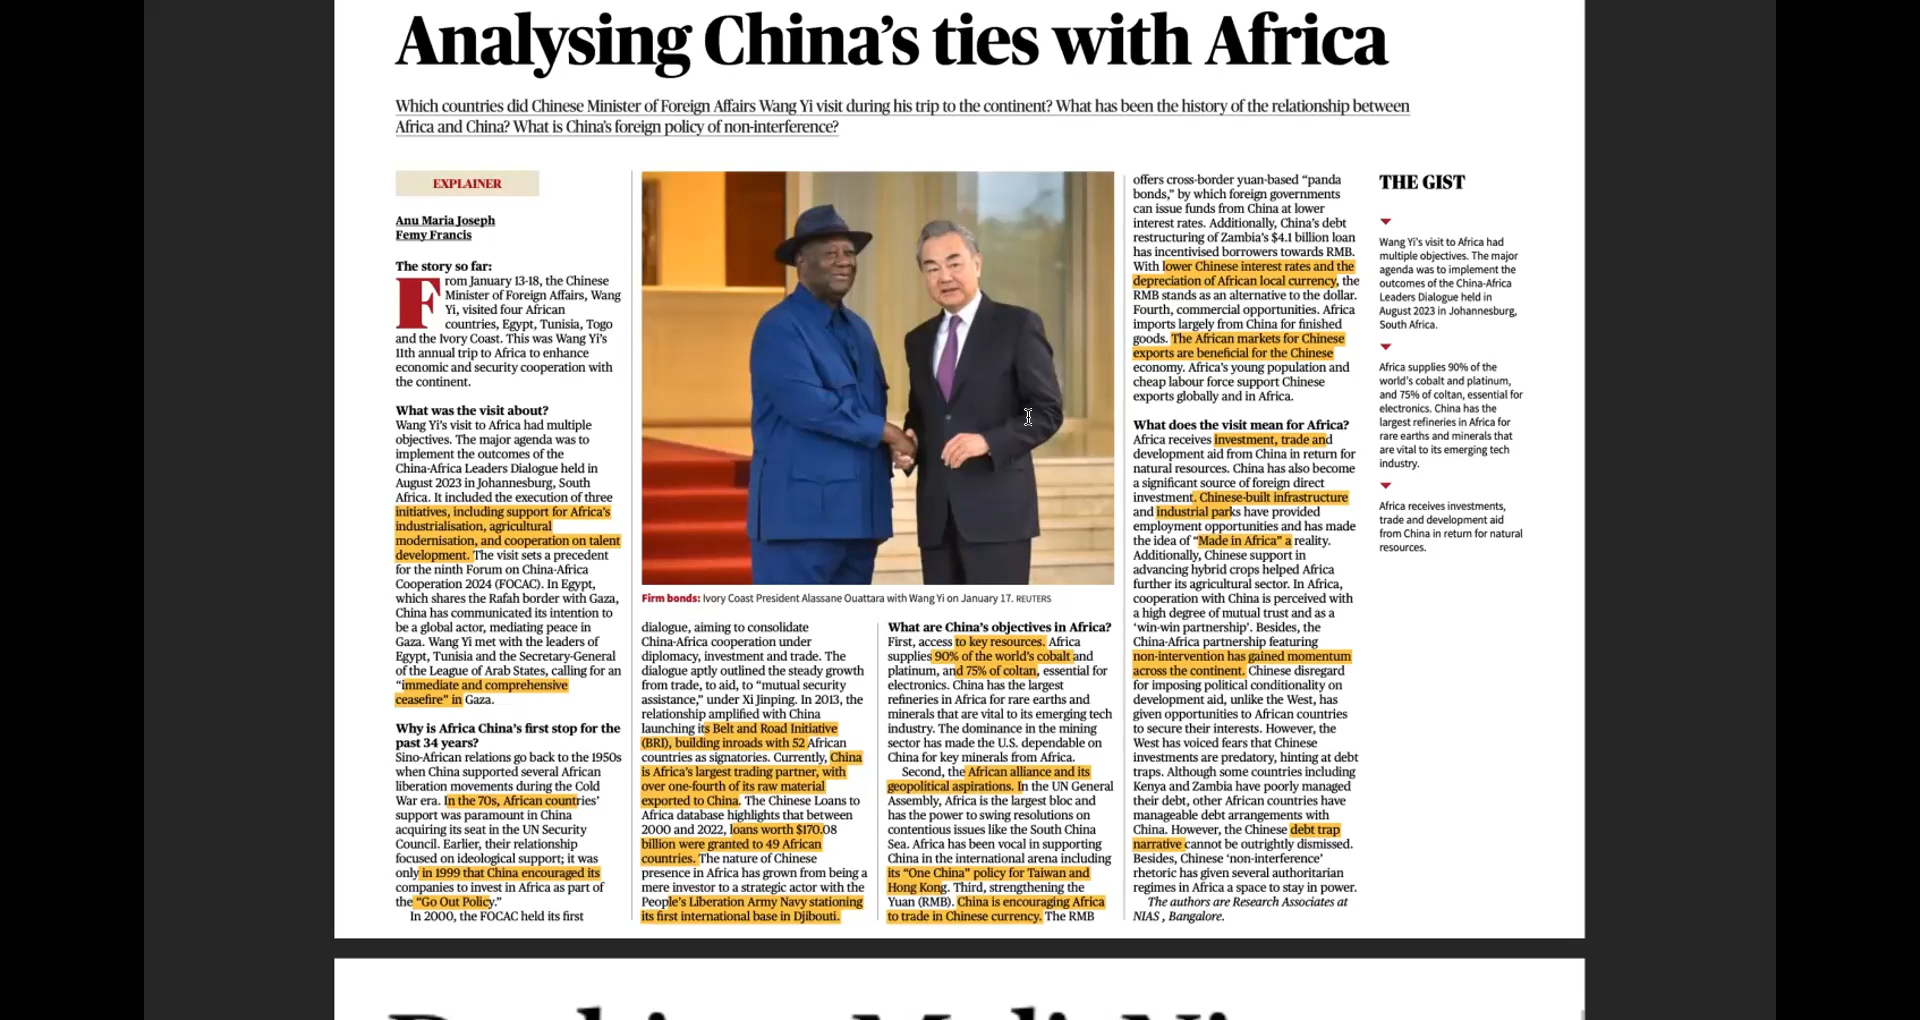 Analysing China's ties with Africa
Which countries did Chinese Minister of Foreign Affairs Wang Yi visit during his trip to the continent? What has been the history of the relationship between
Africa and China? What is China's foreign policy of non-interference?
EXPLAINER
Anu Maria Joseph
Femy Francis
The story so far:
From January 13-18, the Chinese
Minister of Foreign Affairs, Wang
Yi, visited four African
countries, Egypt, Tunisia, Togo
and the Ivory Coast. This was Wang Yi's
11th annual trip to Africa to enhance
economic and security cooperation with
the continent.
What was the visit about?
Wang Yi's visit to Africa had multiple
objectives. The major agenda was to
implement the outcomes of the
China-Africa Leaders Dialogue held in
August 2023 in Johannesburg, South
Africa. It included the execution of three
initiatives, including support for Africa's
industrialisation, agricultural
modernisation, and cooperation on talent
development. The visit sets a precedent
for the ninth Forum on China-Africa
Cooperation 2024 (FOCAC). In Egypt,
which shares the Rafah border with Gaza,
China has communicated its intention to
be a global actor, mediating peace in
Gaza. Wang Yi met with the leaders of
Egypt, Tunisia and the Secretary-General
of the League of Arab States, calling for an
"immediate and comprehensive
ceasefire" in Gaza.
Why is Africa China's first stop for the
past 34 years?
Sino-African relations go back to the 1950s
when China supported several African
liberation movements during the Cold
War era. In the 70s, African countries'
support was paramount in China
acquiring its seat in the UN Security
Council. Earlier, their relationship
focused on ideological support; it was
only in 1999 that China encouraged its
companies to invest in Africa as part of
the "Go Out Policy."
In 2000, the FOCAC held its first
Firm bonds: Ivory Coast President Alassane Ouattara with Wang Yi on January 17. REUTERS
dialogue, aiming to consolidate
China-Africa cooperation under
diplomacy, investment and trade. The
dialogue aptly outlined the steady growth
from trade, to aid, to "mutual security
assistance," under Xi Jinping. In 2013, the
relationship amplified with China
launching its Belt and Road Initiative
(BRI), building inroads with 52 African
countries as signatories. Currently, China
is Africa's largest trading partner, with
over one-fourth of its raw material
exported to China. The Chinese Loans to
Africa database highlights that between
2000 and 2022, loans worth $170.08
billion were granted to 49 African
countries. The nature of Chinese
presence in Africa has grown from being a
mere investor to a strategic actor with the
People's Liberation Army Navy stationing
its first international base in Djibouti.
What are China's objectives in Africa?
First, access to key resources. Africa
supplies 90% of the world's cobalt and
platinum, and 75% of coltan, essential for
electronics. China has the largest
refineries in Africa for rare earths and
minerals that are vital to its emerging tech
industry. The dominance in the mining
sector has made the U.S. dependable on
China for key minerals from Africa.
Second, the African alliance and its
geopolitical aspirations. In the UN General
Assembly, Africa is the largest bloc and
has the power to swing resolutions on
contentious issues like the South China
Sea. Africa has been vocal in supporting
China in the international arena including
its "One China" policy for Taiwan and
Hong Kong. Third, strengthening the
Yuan (RMB). China is encouraging Africa
to trade in Chinese currency. The RMB
offers cross-border yuan-based "panda
bonds," by which foreign governments
can issue funds from China at lower
interest rates. Additionally, China's debt
restructuring of Zambia's $4.1 billion loan
has incentivised borrowers towards RMB.
With lower Chinese interest rates and the
depreciation of African local currency, the
RMB stands as an alternative to the dollar.
Fourth, commercial opportunities. Africa
imports largely from China for finished
goods. The African markets for Chinese
exports are beneficial for the Chinese
economy. Africa's young population and
cheap labour force support Chinese
exports globally and in Africa.
What does the visit mean for Africa?
Africa receives investment, trade and
development aid from China in return for
natural resources. China has also become
a significant source of foreign direct
investment. Chinese-built infrastructure
and industrial parks have provided
employment opportunities and has made
the idea of "Made in Africa" a reality.
Additionally, Chinese support in
advancing hybrid crops helped Africa
further its agricultural sector. In Africa,
cooperation with China is perceived with
a high degree of mutual trust and as a
'win-win partnership'. Besides, the
China-Africa partnership featuring
non-intervention has gained momentum
across the continent. Chinese disregard
for imposing political conditionality on
development aid, unlike the West, has
given opportunities to African countries
to secure their interests. However, the
West has voiced fears that Chinese
investments are predatory, hinting at debt
traps. Although some countries including
Kenya and Zambia have poorly managed
their debt, other African countries have
manageable debt arrangements with
China. However, the Chinese debt trap
narrative cannot be outrightly dismissed.
Besides, Chinese 'non-interference'
rhetoric has given several authoritarian
regimes in Africa a space to stay in power.
The authors are Research Associates at
NIAS , Bangalore.
THE GIST
Wang Yi's visit to Africa had
multiple objectives. The major
agenda was to implement the
outcomes of the China-Africa
Leaders Dialogue held in
August 2023 in Johannesburg,
South Africa.
Africa supplies 90% of the
world's cobalt and platinum,
and 75% of coltan, essential for
electronics. China has the
largest refineries in Africa for
rare earths and minerals that
are vital to its emerging tech
industry.
Africa receives investments,
trade and development aid
from China in return for natural
resources.